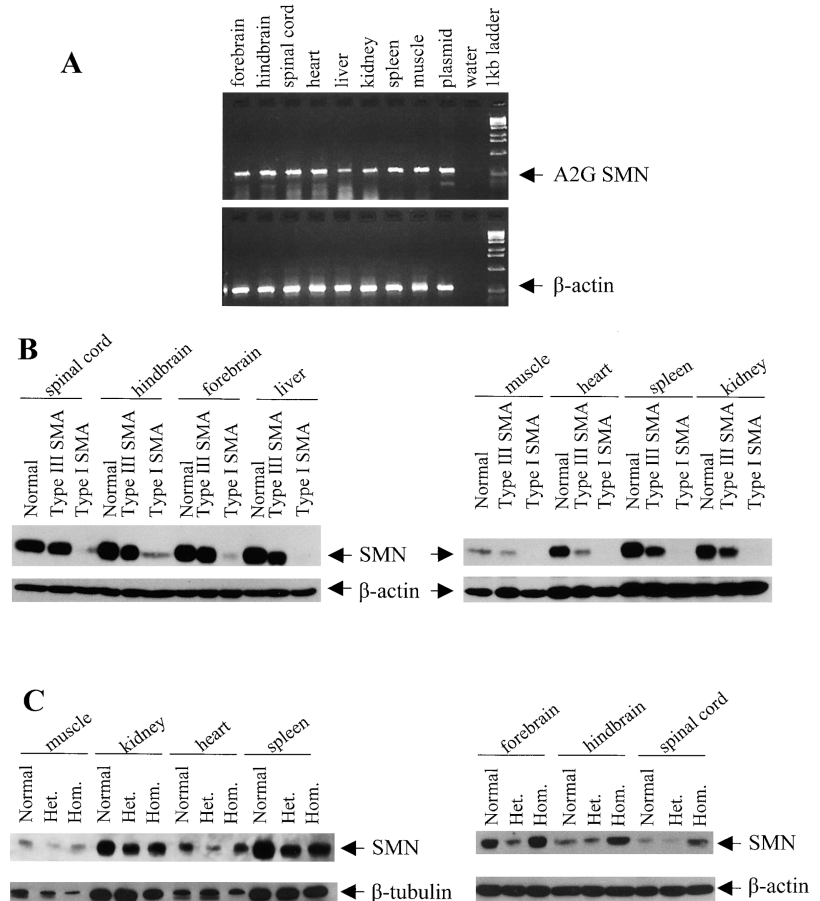 A
forebrain
hindbrain
spinal cord
heart
liver
kidney
spleen
muscle
plasmid
water
1kb ladder
A2G SMN
β-actin
B
spinal cord
hindbrain
forebrain
liver
Normal
Type III SMA
Type I SMA
Normal
Type III SMA
Type I SMA
Normal
Type III SMA
Type I SMA
Normal
Type III SMA
Type I SMA
muscle
heart
spleen
kidney
Normal
Type III SMA
Type I SMA
Normal
Type III SMA
Type I SMA
Normal
Type III SMA
Type I SMA
Normal
Type III SMA
Type I SMA
SMN
β-actin
C
muscle
kidney
heart
spleen
Normal
Het.
Hom.
Normal
Het.
Hom.
Normal
Het.
Hom.
Normal
Het.
Hom.
SMN
β-tubulin
forebrain
hindbrain
spinal cord
Normal
Het.
Hom.
Normal
Het.
Hom.
Normal
Het.
Hom.
SMN
β-actin